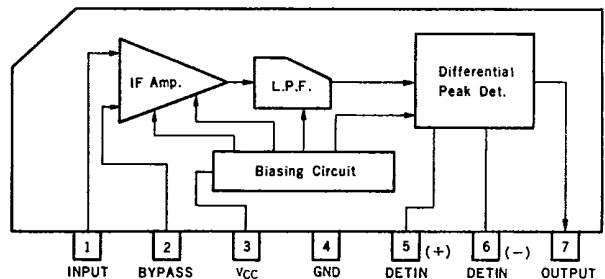 IF Amp.
L.P.F.
Differential
Peak Det.
Biasing Circuit
1 2 3 4 5 (+) 6 (−) 7
INPUT BYPASS VCC GND DETIN DETIN OUTPUT